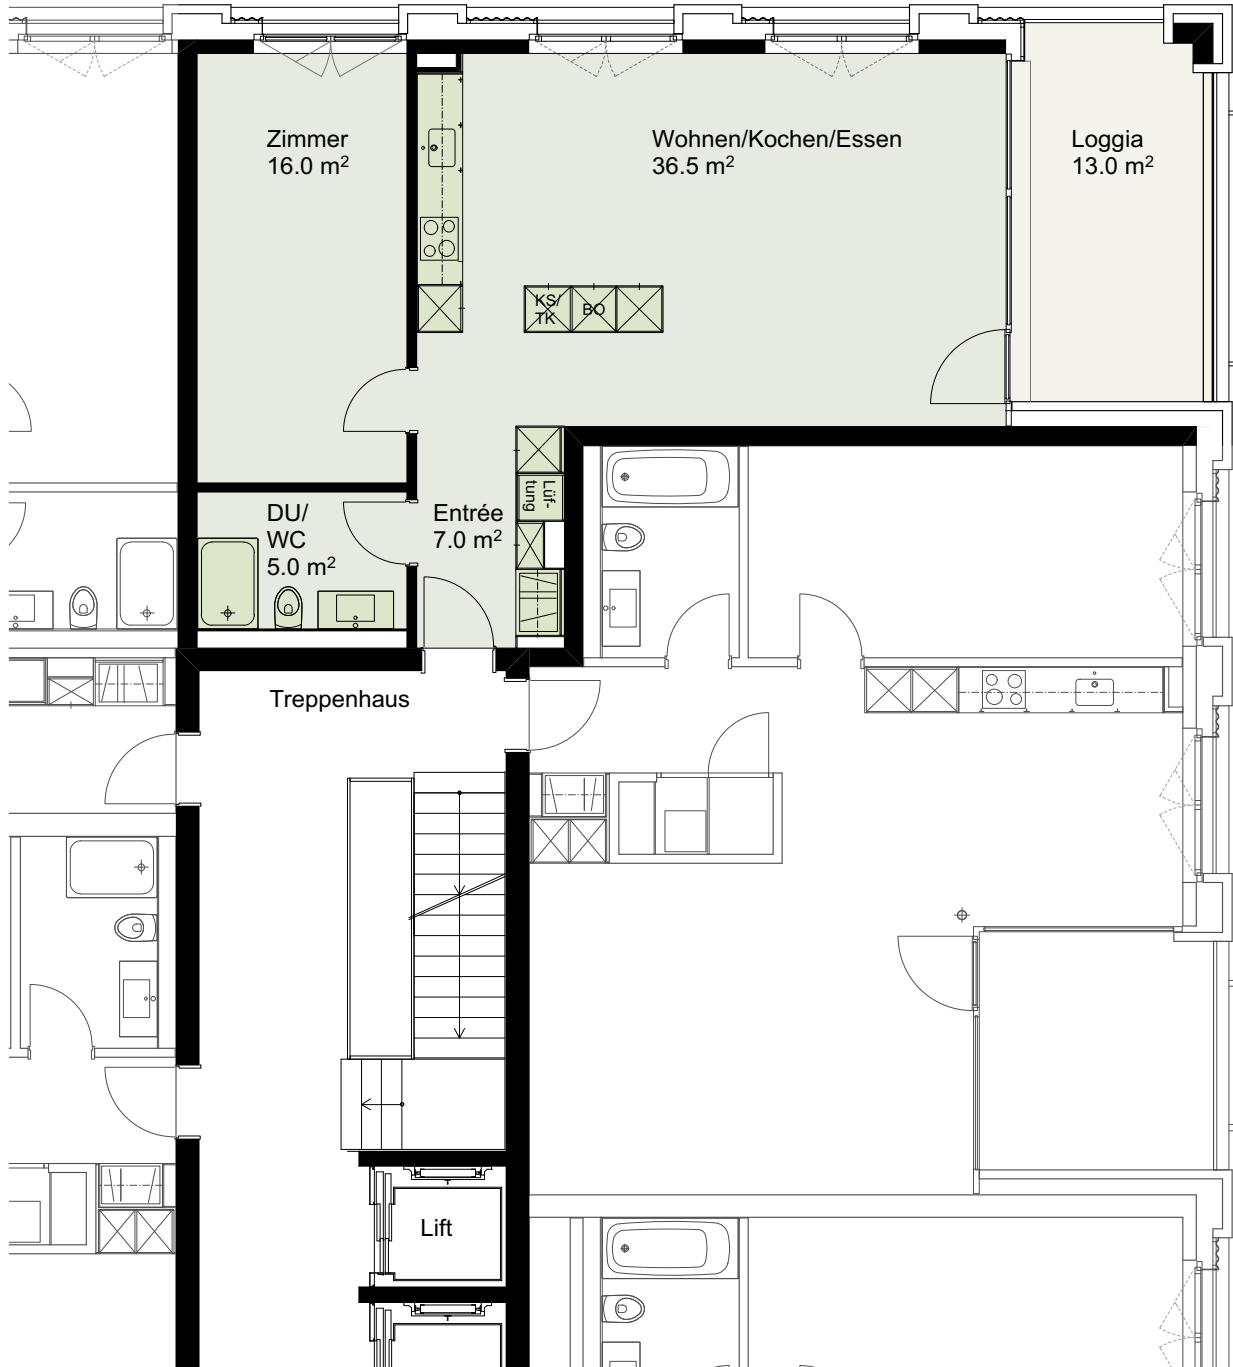 Zimmer
16.0 m²
Wohnen/Kochen/Essen
36.5 m²
Loggia
13.0 m²
KS/
TK
BO
Lüf-
tung
DU/
WC
5.0 m²
Entrée
7.0 m²
Treppenhaus
Lift